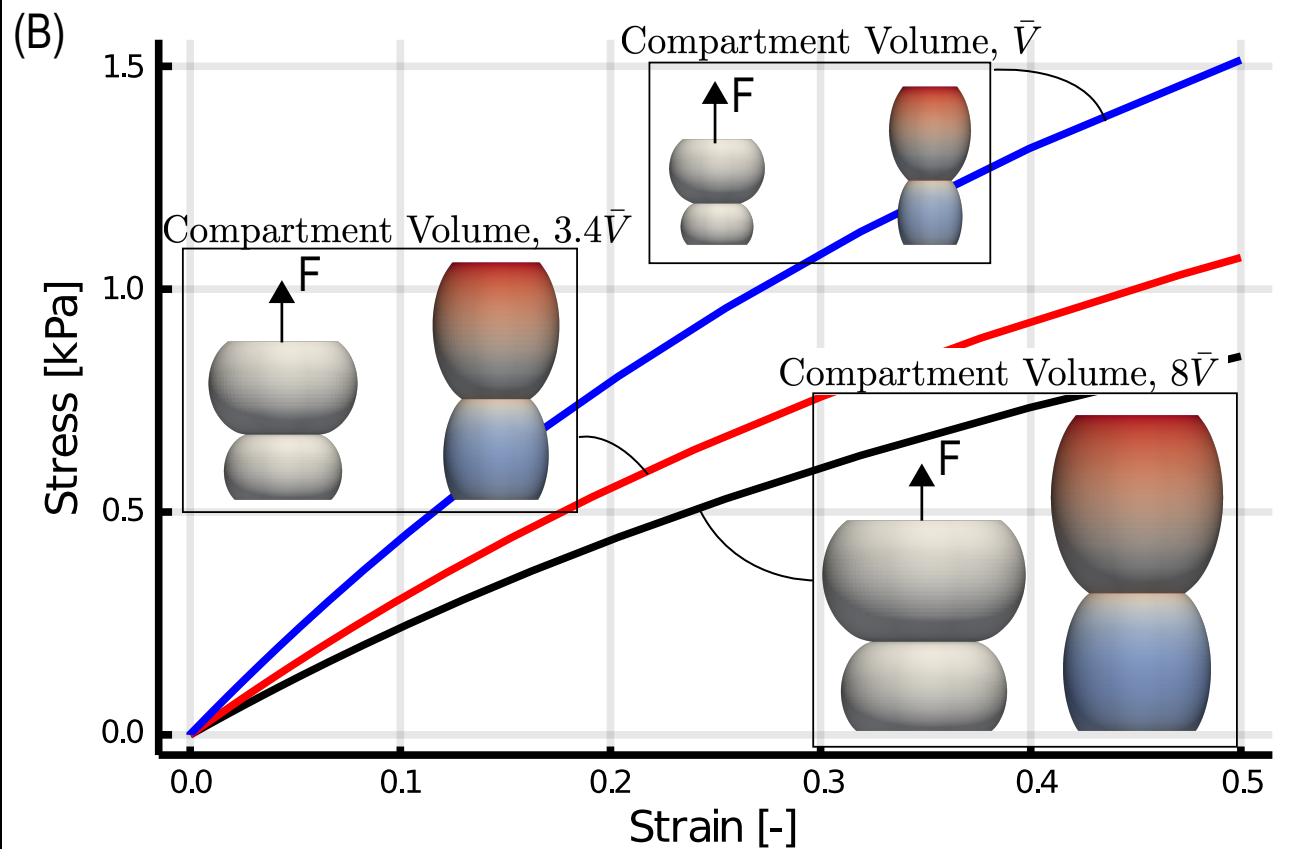 (B)
Compartment Volume, V̄
1.5
F
Compartment Volume, 3.4V̄
F
1.0
Stress [kPa]
Compartment Volume, 8V̄
F
0.5
0.0
0.0 0.1 0.2 0.3 0.4 0.5
Strain [-]